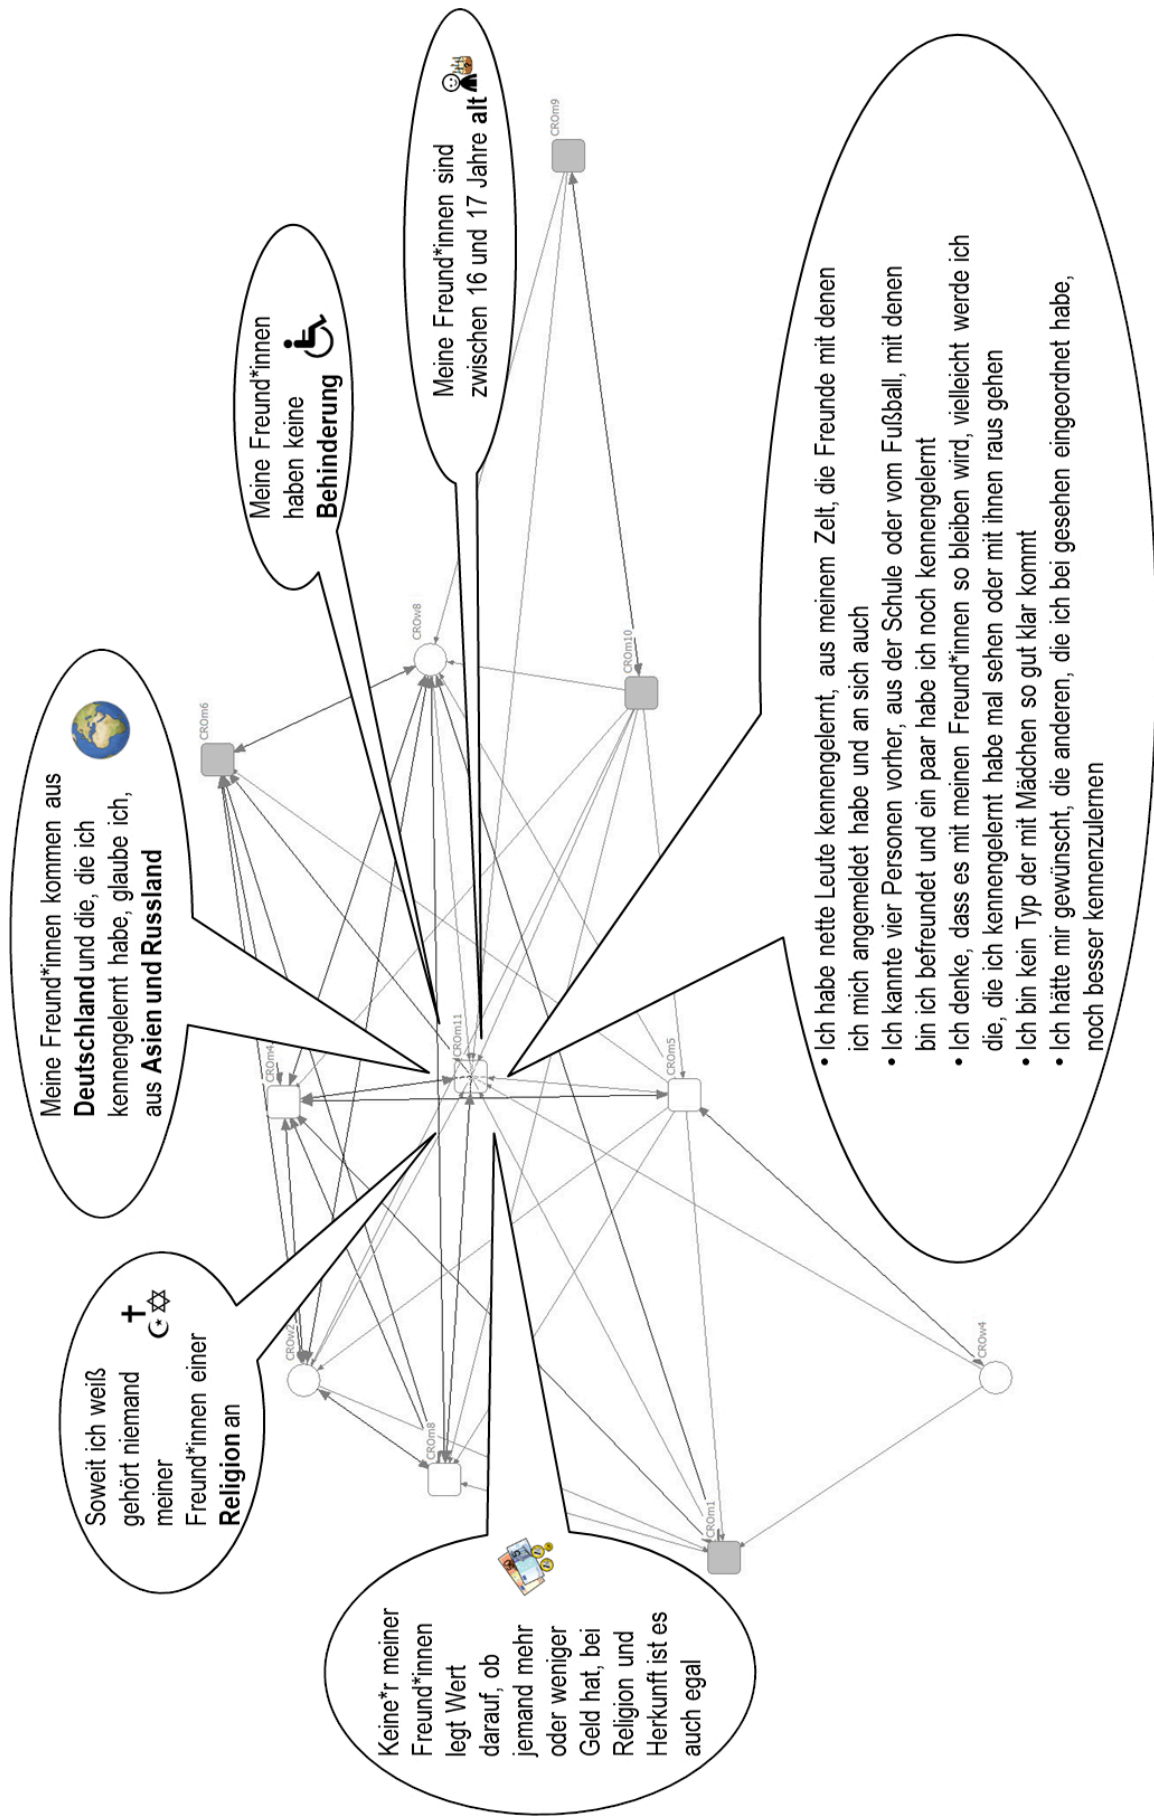 Soweit ich weiß
gehört niemand
meiner
Freund*innen einer
Religion an
Meine Freund*innen kommen aus
Deutschland und die, die ich
kennengelernt habe, glaube ich,
aus Asien und Russland
Meine Freund*innen
haben keine
Behinderung
Meine Freund*innen sind
zwischen 16 und 17 Jahre alt
Keine*r meiner
Freund*innen
legt Wert
darauf, ob
jemand mehr
oder weniger
Geld hat, bei
Religion und
Herkunft ist es
auch egal
CROm6
CROm4
CROw2
CROw8
CROm9
CROm11
CROm8
CROm10
CROm5
CROm1
CROw4
• Ich habe nette Leute kennengelernt, aus meinem Zelt, die Freunde mit denen
ich mich angemeldet habe und an sich auch
• Ich kannte vier Personen vorher, aus der Schule oder vom Fußball, mit denen
bin ich befreundet und ein paar habe ich noch kennengelernt
• Ich denke, dass es mit meinen Freund*innen so bleiben wird, vielleicht werde ich
die, die ich kennengelernt habe mal sehen oder mit ihnen raus gehen
• Ich bin kein Typ der mit Mädchen so gut klar kommt
• Ich hätte mir gewünscht, die anderen, die ich bei gesehen eingeordnet habe,
noch besser kennenzulernen